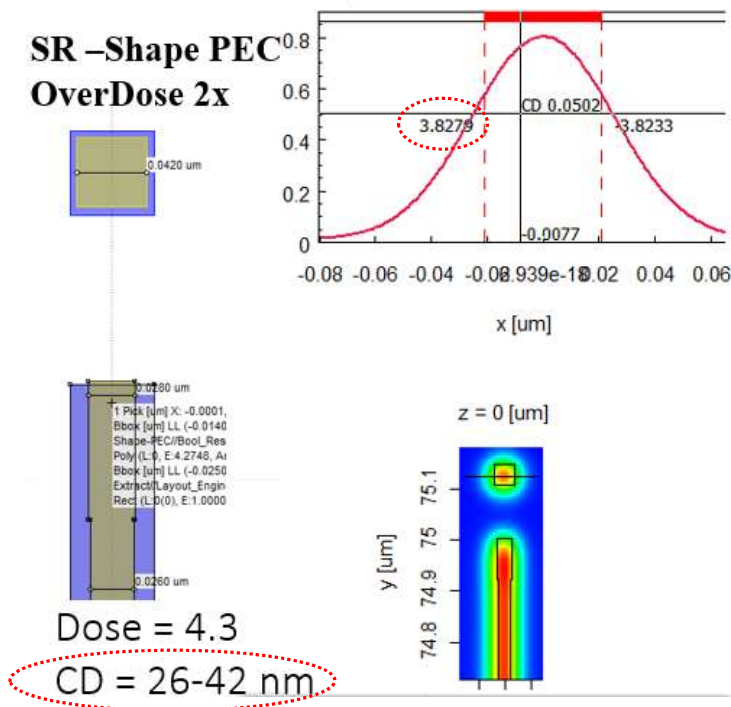 SR –Shape PEC
OverDose 2x
0.0420 um
0.0280 um
1 Pick [um] X: -0.0001,
Bbox [um] LL (-0.0140
Shape-PEC//Bool_Res
Poly (L:0, E:4.2748, Ar
Bbox [um] LL (-0.0250
Extract//Layout_Engin
Rect (L:0(0), E:1.0000
0.0260 um
Dose = 4.3
CD = 26-42 nm
0.8
0.6
0.4
0.2
0
CD 0.0502
3.8279
-3.8233
-0.0077
-0.08 -0.06 -0.04 -0.02 0.02 0.04 0.06
x [um]
z = 0 [um]
75.1
75
74.9
74.8
y [um]